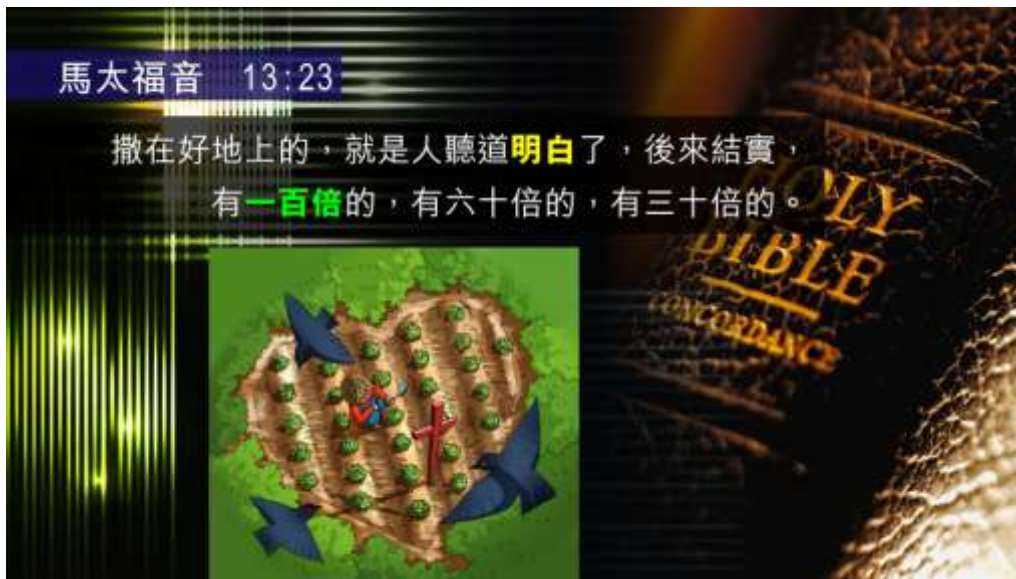 馬太福音 13:23
撒在好地上的，就是人聽道明白了，後來結實，
有一百倍的，有六十倍的，有三十倍的。
HOLY
BIBLE
CONCORDANCE